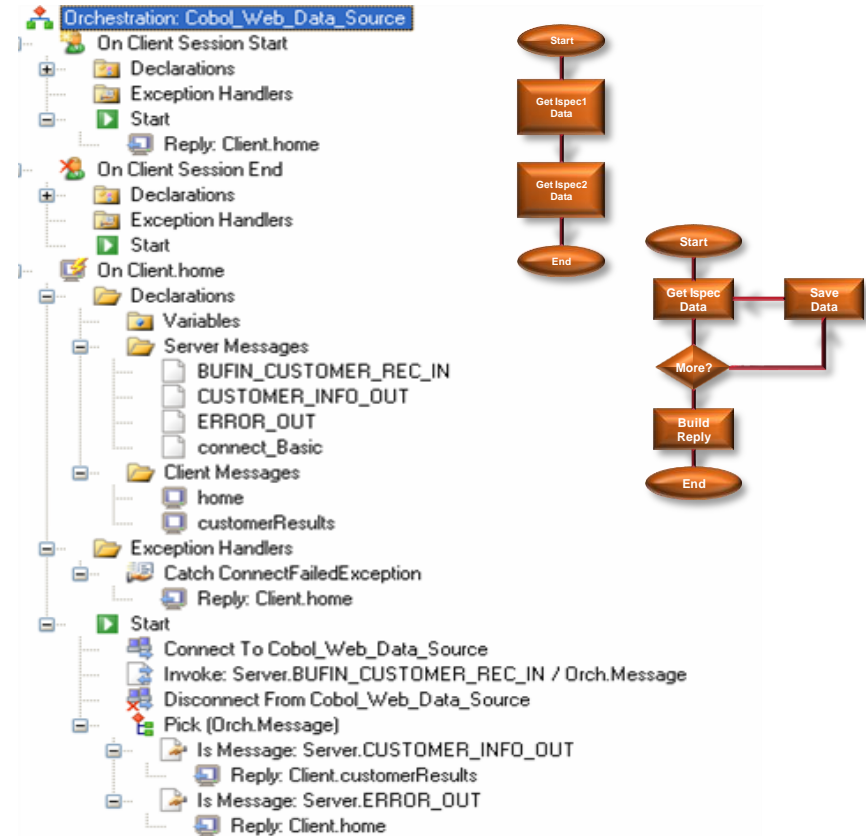 Orchestration: Cobol_Web_Data_Source
On Client Session Start
Declarations
Exception Handlers
Start
Reply: Client.home
On Client Session End
Declarations
Exception Handlers
Start
On Client.home
Declarations
Variables
Server Messages
BUFIN_CUSTOMER_REC_IN
CUSTOMER_INFO_OUT
ERROR_OUT
connect_Basic
Client Messages
home
customerResults
Exception Handlers
Catch ConnectFailedException
Reply: Client.home
Start
Connect To Cobol_Web_Data_Source
Invoke: Server.BUFIN_CUSTOMER_REC_IN / Orch.Message
Disconnect From Cobol_Web_Data_Source
Pick (Orch.Message)
Is Message: Server.CUSTOMER_INFO_OUT
Reply: Client.customerResults
Is Message: Server.ERROR_OUT
Reply: Client.home
Start
Get Ispec1
Data
Get Ispec2
Data
End
Start
Get Ispec
Data
Save
Data
More?
Build
Reply
End